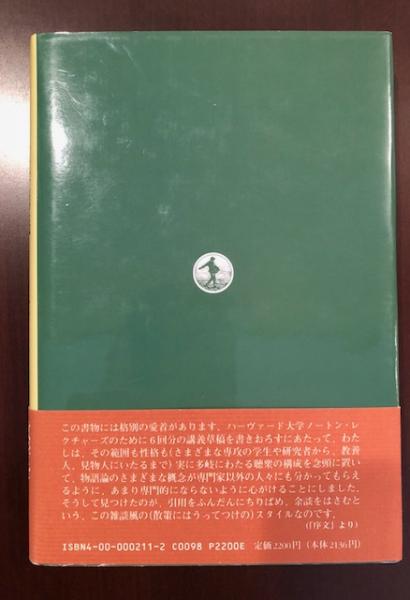 この書物には格別の愛着があります。ハーヴァード大学ノートン・レ
クチャーズのために6回分の講義草稿を書きおろすにあたって、わた
しは、その範囲も性格も(さまざまな専攻の学生や研究者から、教養
人、見物人にいたるまで)実に多岐にわたる聴衆の構成を念頭に置い
て、物語論のさまざまな概念が専門家以外の人々にも分かってもらえ
るように、あまり専門的にならないように心がけることにしました。
そうして見つけたのが、引用をふんだんにちりばめ、余談をはさむと
いう、この雑談風の(散策にはうってつけの)スタイルなのです。
(「序文」より)
ISBN4-00-000211-2 C0098 P2200E 定価2200円(本体2136円)